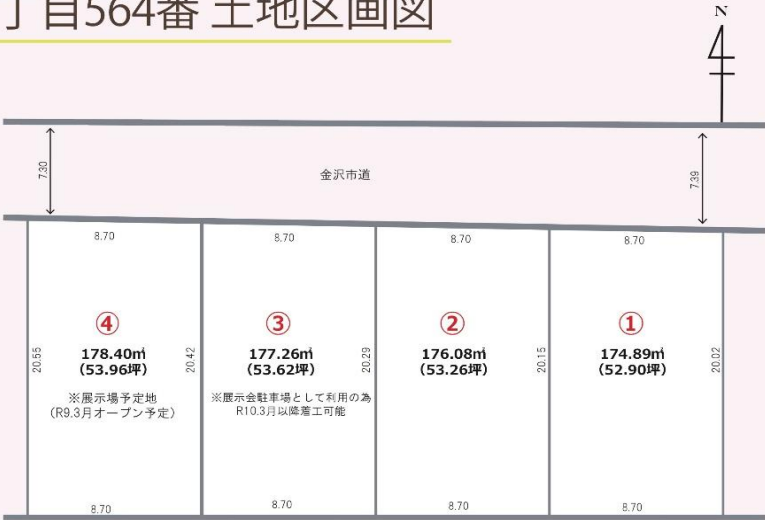 丁目564番 土地区画図
N
7.30
金沢市道
7.39
8.70
8.70
8.70
8.70
④
③
②
①
20.55
178.40㎡
(53.96坪)
20.42
177.26㎡
(53.62坪)
20.29
176.08㎡
(53.26坪)
20.15
174.89㎡
(52.90坪)
20.02
※展示場予定地
(R9.3月オープン予定)
※展示会駐車場として利用の為
R10.3月以降着工可能
8.70
8.70
8.70
8.70